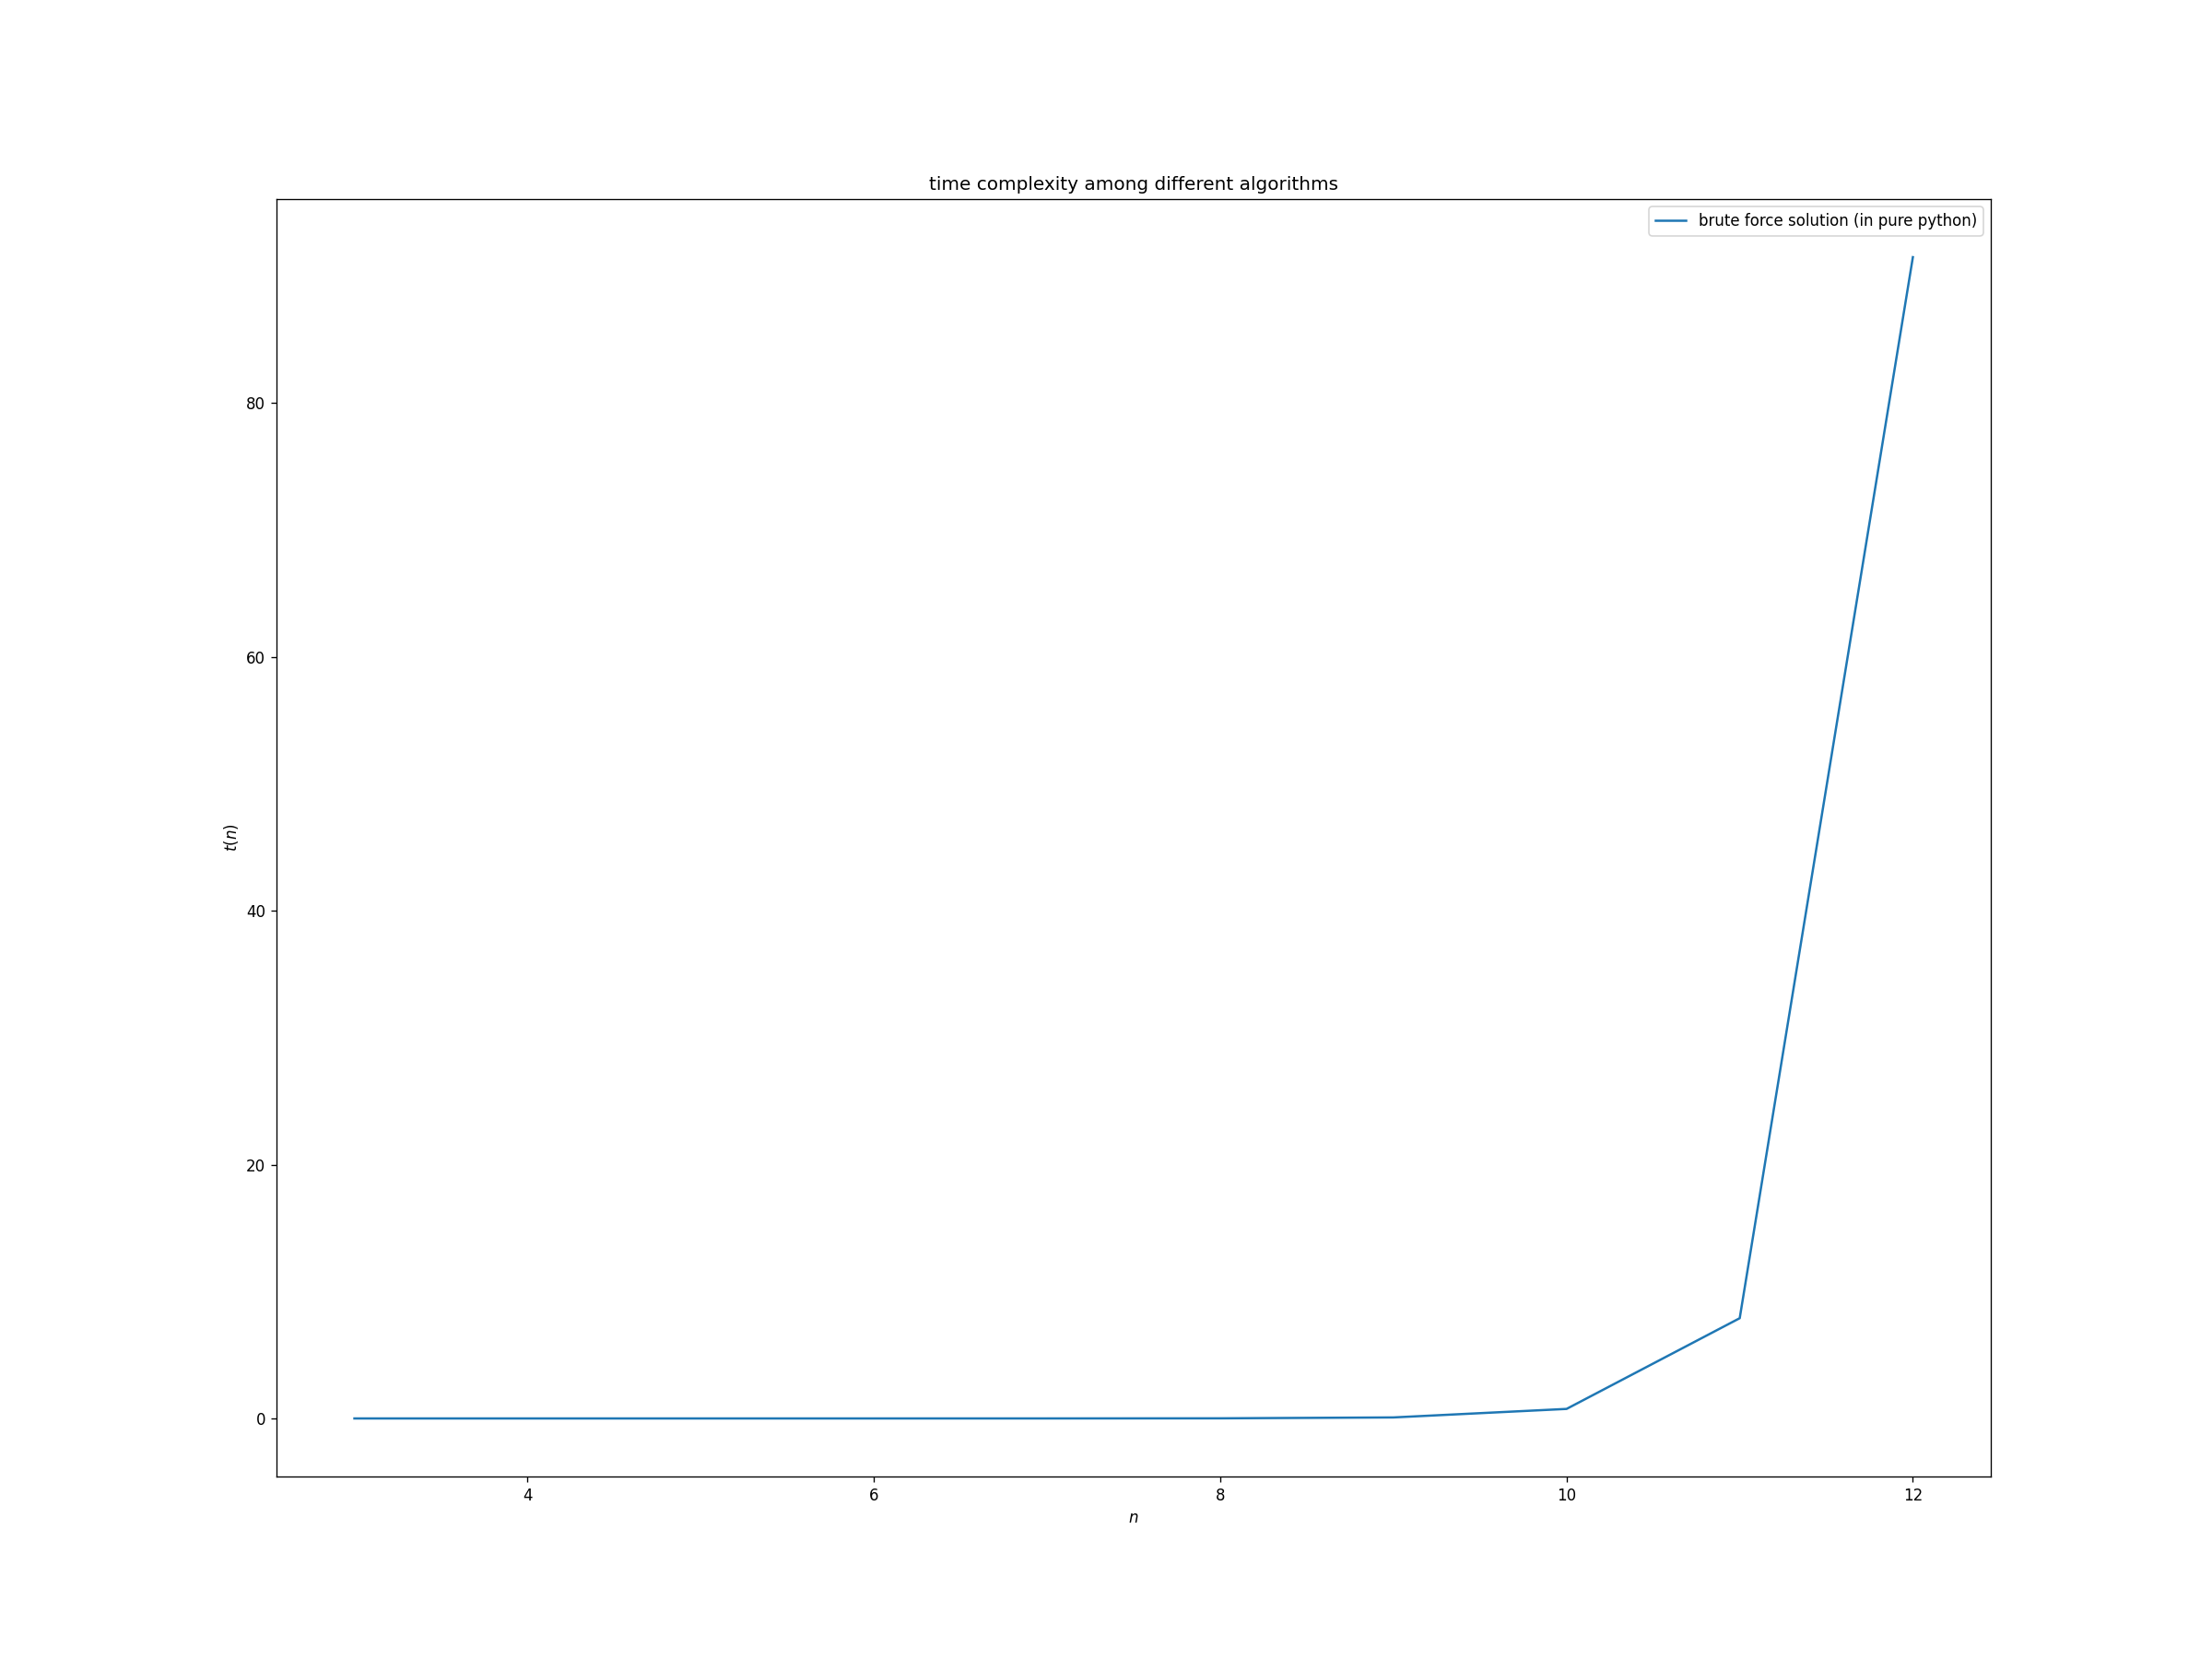 time complexity among different algorithms
brute force solution (in pure python)
80
60
t(n)
40
20
0
4 6 8 10 12
n